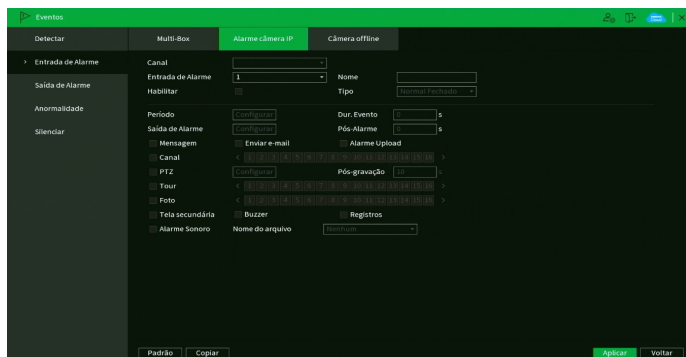 Eventos
Detectar
Multi-Box
Alarme câmera IP
Câmera offline
Entrada de Alarme
Saída de Alarme
Anormalidade
Silenciar
Canal
Entrada de Alarme 1 Nome
Habilitar Tipo Normal Fechado
Período Configurar Dur. Evento 0 s
Saída de Alarme Configurar Pós-Alarme 0 s
Mensagem Enviar e-mail Alarme Upload
Canal < 1 2 3 4 5 6 7 8 9 10 11 12 13 14 15 16 >
PTZ Configurar Pós-gravação 10 s
Tour < 1 2 3 4 5 6 7 8 9 10 11 12 13 14 15 16 >
Foto < 1 2 3 4 5 6 7 8 9 10 11 12 13 14 15 16 >
Tela secundária Buzzer Registros
Alarme Sonoro Nome do arquivo Nenhum
Padrão Copiar Aplicar Voltar